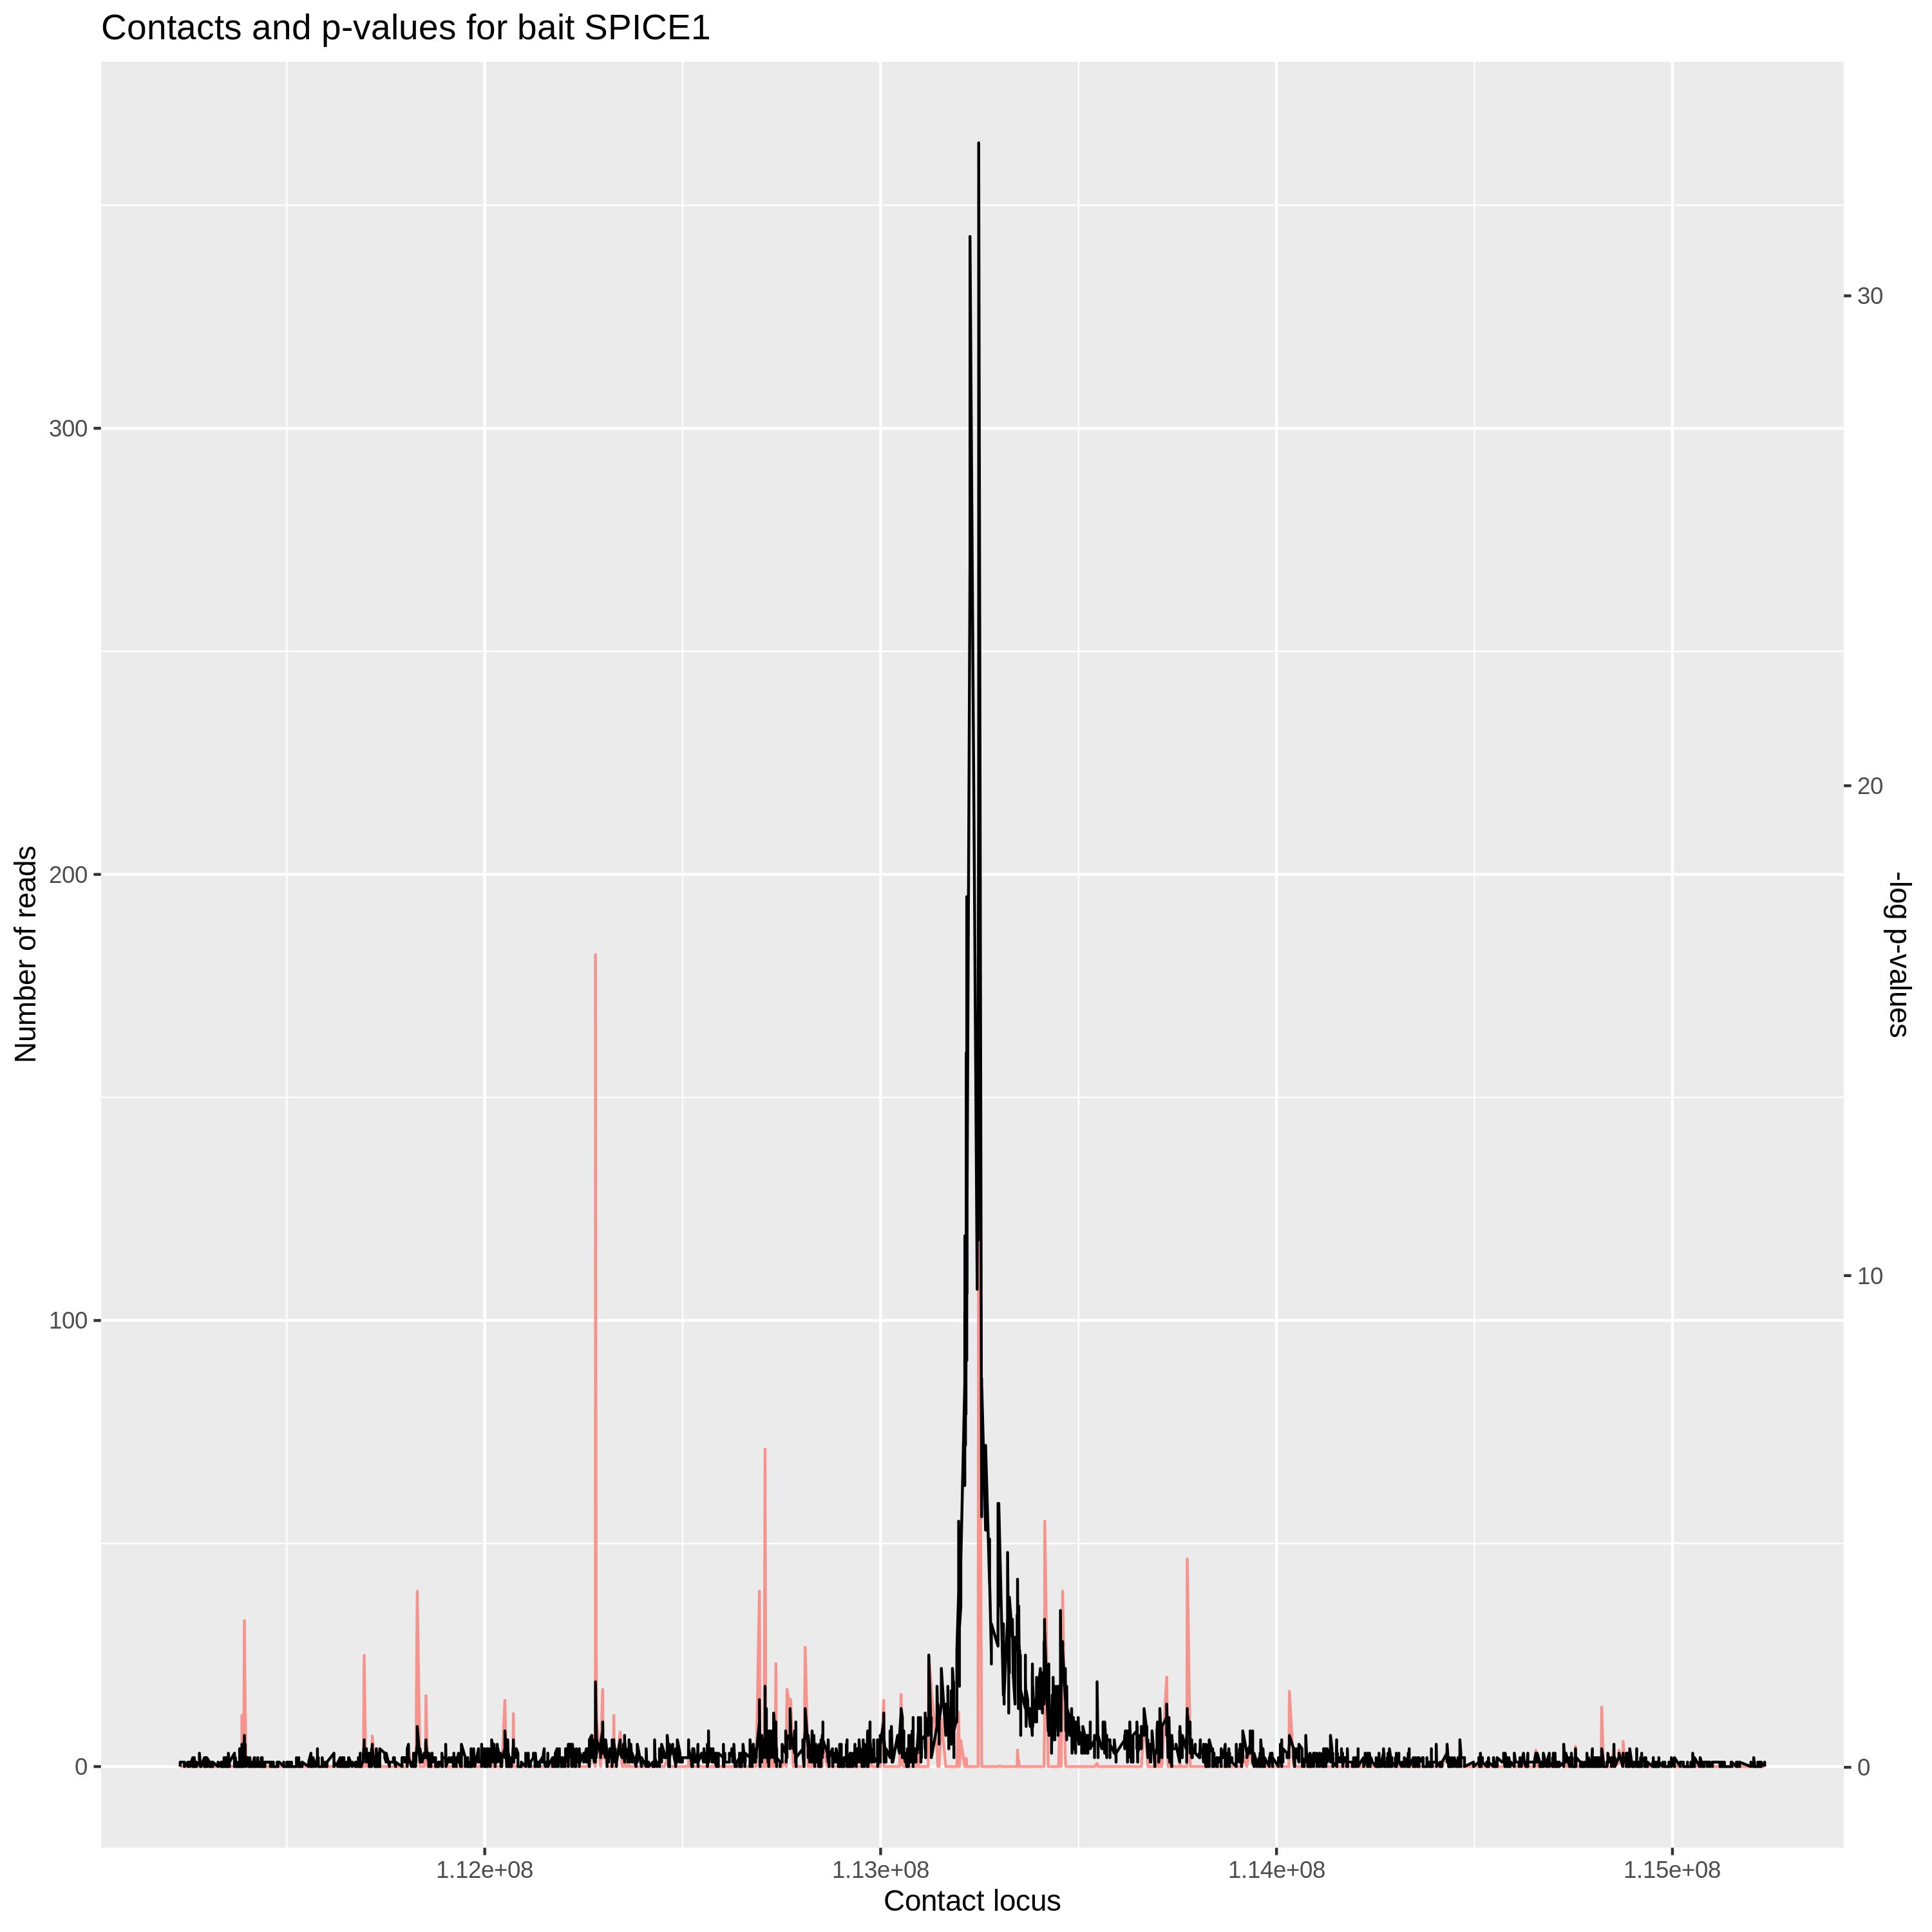 Contacts and p-values for bait SPICE1
Number of reads
300
200
100
0
30
20
10
0
-log p-values
1.12e+08
1.13e+08
1.14e+08
1.15e+08
Contact locus